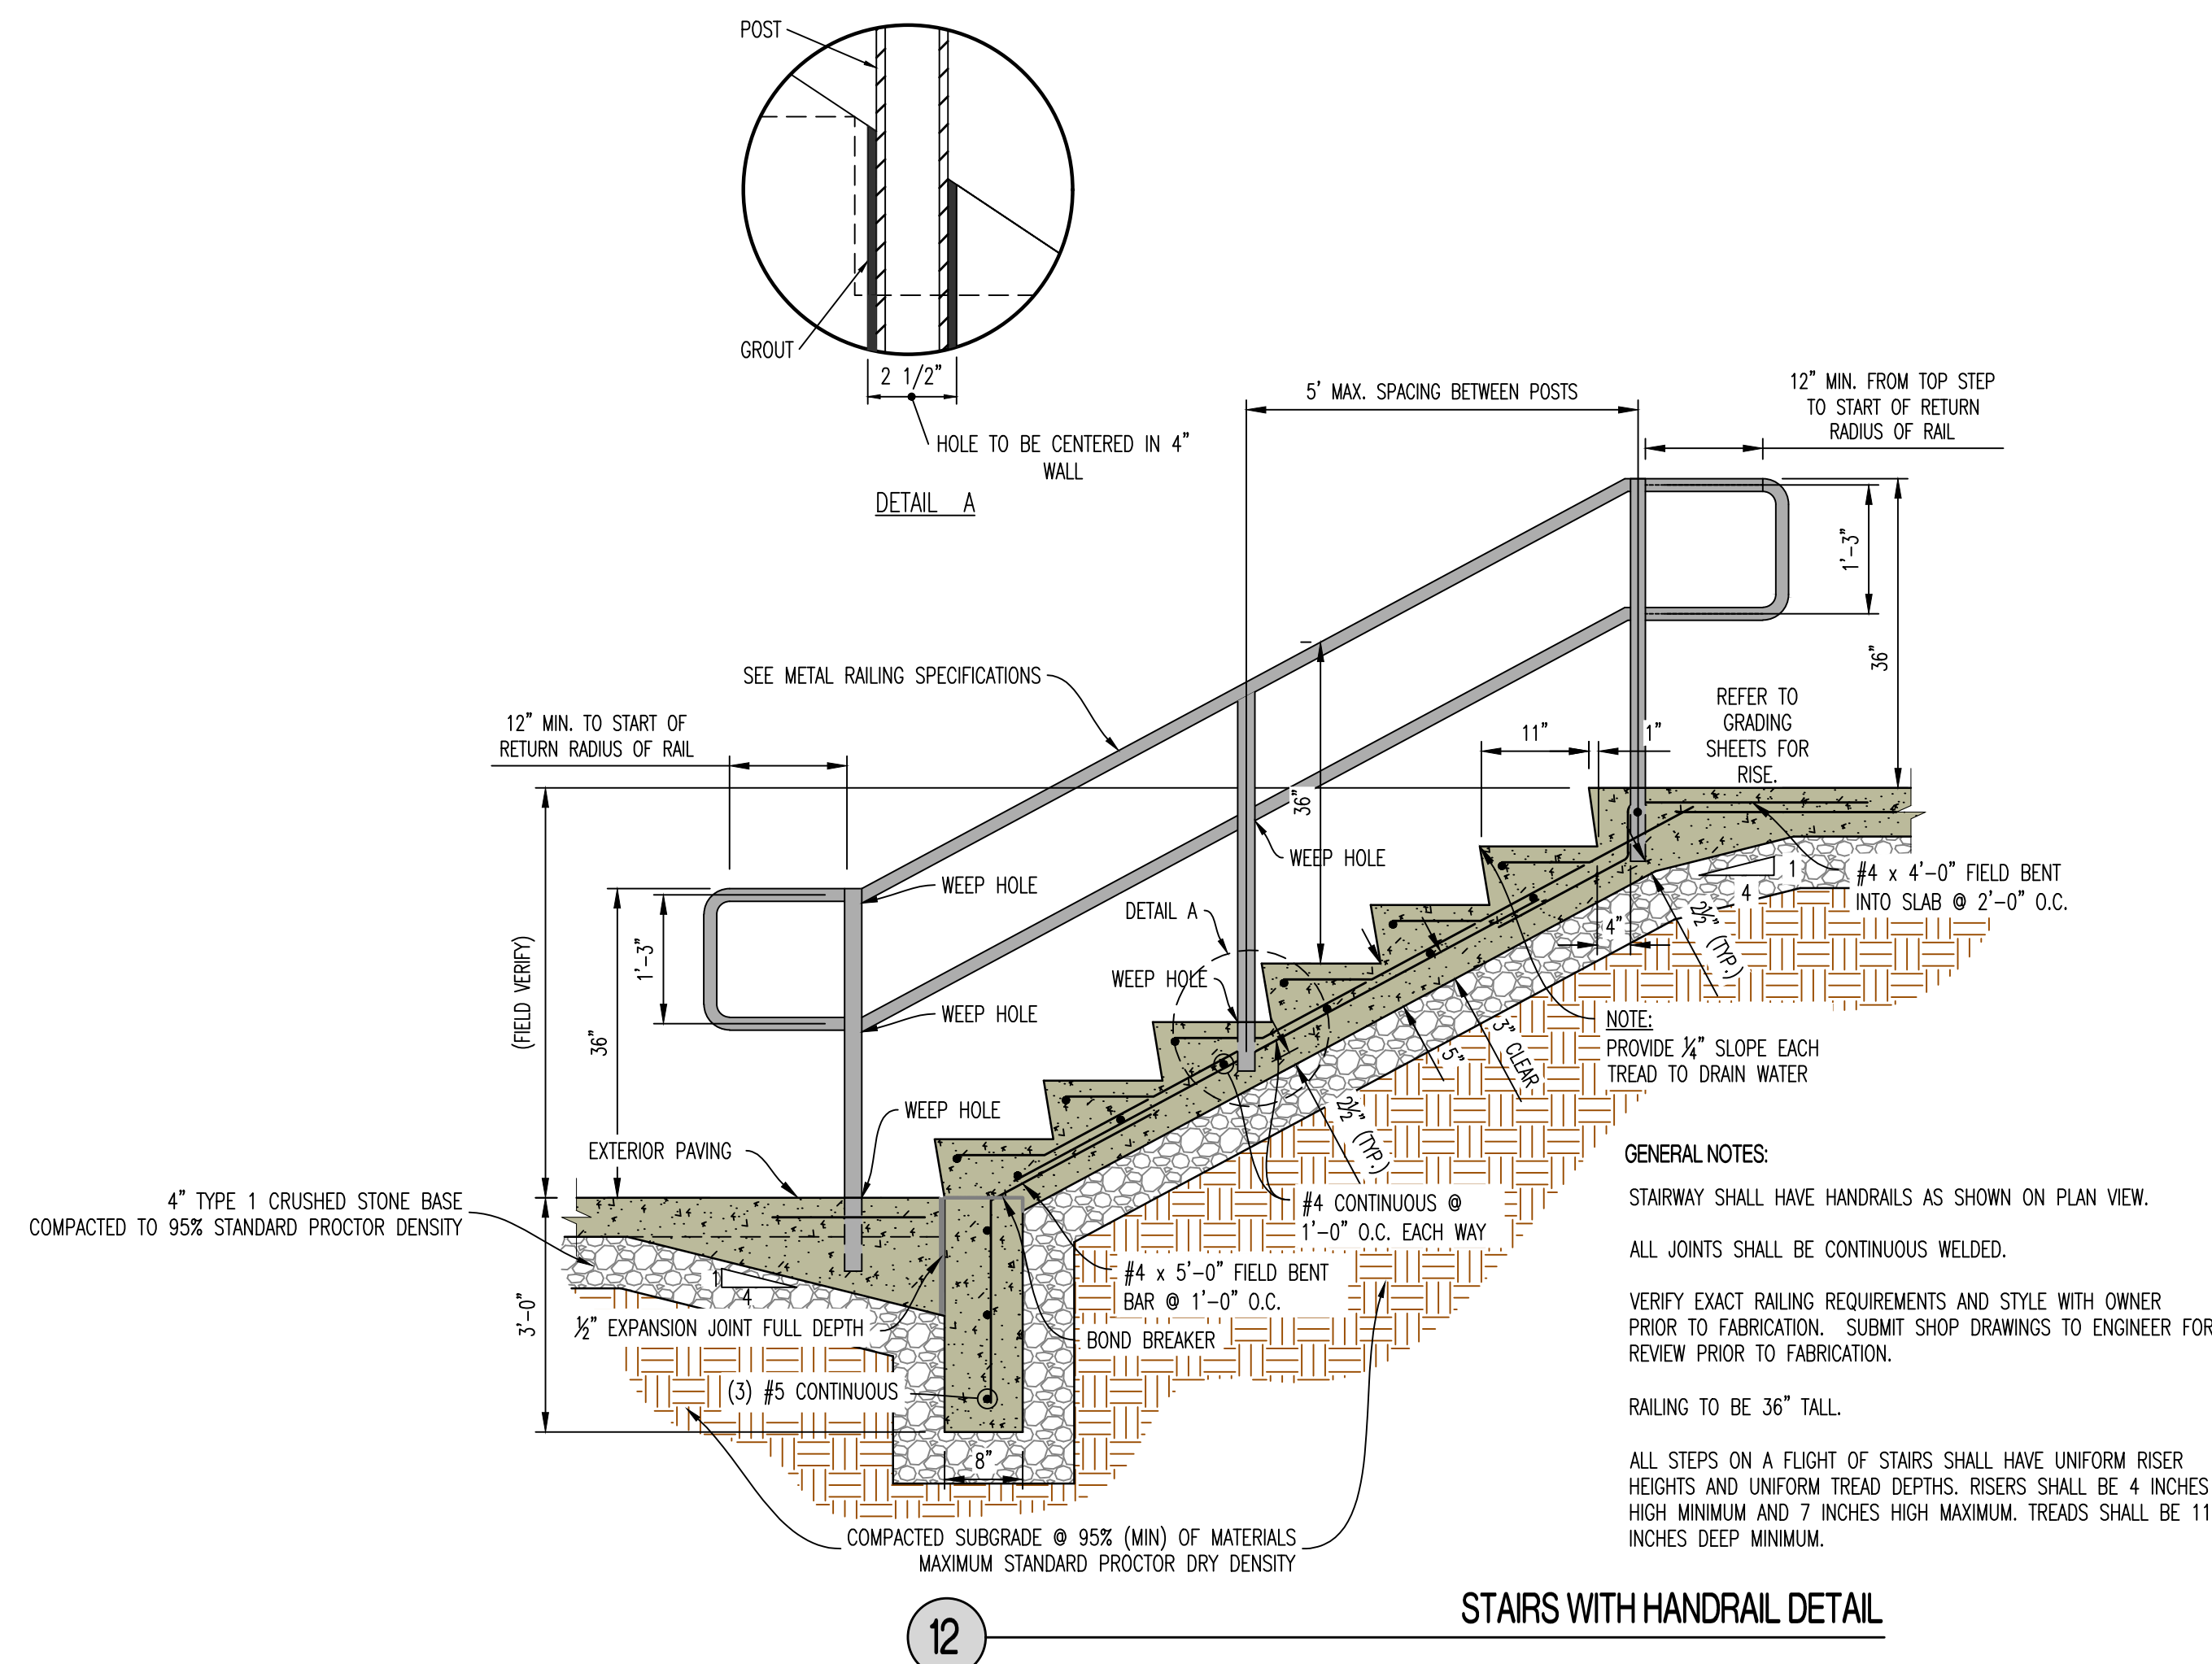 POST
GROUT
2 1/2"
HOLE TO BE CENTERED IN 4"
WALL
DETAIL A
5' MAX. SPACING BETWEEN POSTS
12" MIN. FROM TOP STEP
TO START OF RETURN
RADIUS OF RAIL
1'-3"
36"
SEE METAL RAILING SPECIFICATIONS
12" MIN. TO START OF
RETURN RADIUS OF RAIL
11"
1"
REFER TO
GRADING
SHEETS FOR
RISE.
36"
WEEP HOLE
WEEP HOLE
DETAIL A
WEEP HOLE
WEEP HOLE
WEEP HOLE
(FIELD VERIFY)
36"
1'-3"
1
4
#4 x 4'-0" FIELD BENT
INTO SLAB @ 2'-0" O.C.
4"
2½" (TYP.)
NOTE:
PROVIDE ¼" SLOPE EACH
TREAD TO DRAIN WATER
3" CLEAR
5"
2½" (TYP.)
EXTERIOR PAVING
4" TYPE 1 CRUSHED STONE BASE
COMPACTED TO 95% STANDARD PROCTOR DENSITY
#4 CONTINUOUS @
1'-0" O.C. EACH WAY
#4 x 5'-0" FIELD BENT
BAR @ 1'-0" O.C.
BOND BREAKER
1
4
3'-0"
½" EXPANSION JOINT FULL DEPTH
(3) #5 CONTINUOUS
8"
COMPACTED SUBGRADE @ 95% (MIN) OF MATERIALS
MAXIMUM STANDARD PROCTOR DRY DENSITY
GENERAL NOTES:
STAIRWAY SHALL HAVE HANDRAILS AS SHOWN ON PLAN VIEW.
ALL JOINTS SHALL BE CONTINUOUS WELDED.
VERIFY EXACT RAILING REQUIREMENTS AND STYLE WITH OWNER
PRIOR TO FABRICATION. SUBMIT SHOP DRAWINGS TO ENGINEER FOR
REVIEW PRIOR TO FABRICATION.
RAILING TO BE 36" TALL.
ALL STEPS ON A FLIGHT OF STAIRS SHALL HAVE UNIFORM RISER
HEIGHTS AND UNIFORM TREAD DEPTHS. RISERS SHALL BE 4 INCHES
HIGH MINIMUM AND 7 INCHES HIGH MAXIMUM. TREADS SHALL BE 11
INCHES DEEP MINIMUM.
STAIRS WITH HANDRAIL DETAIL
12